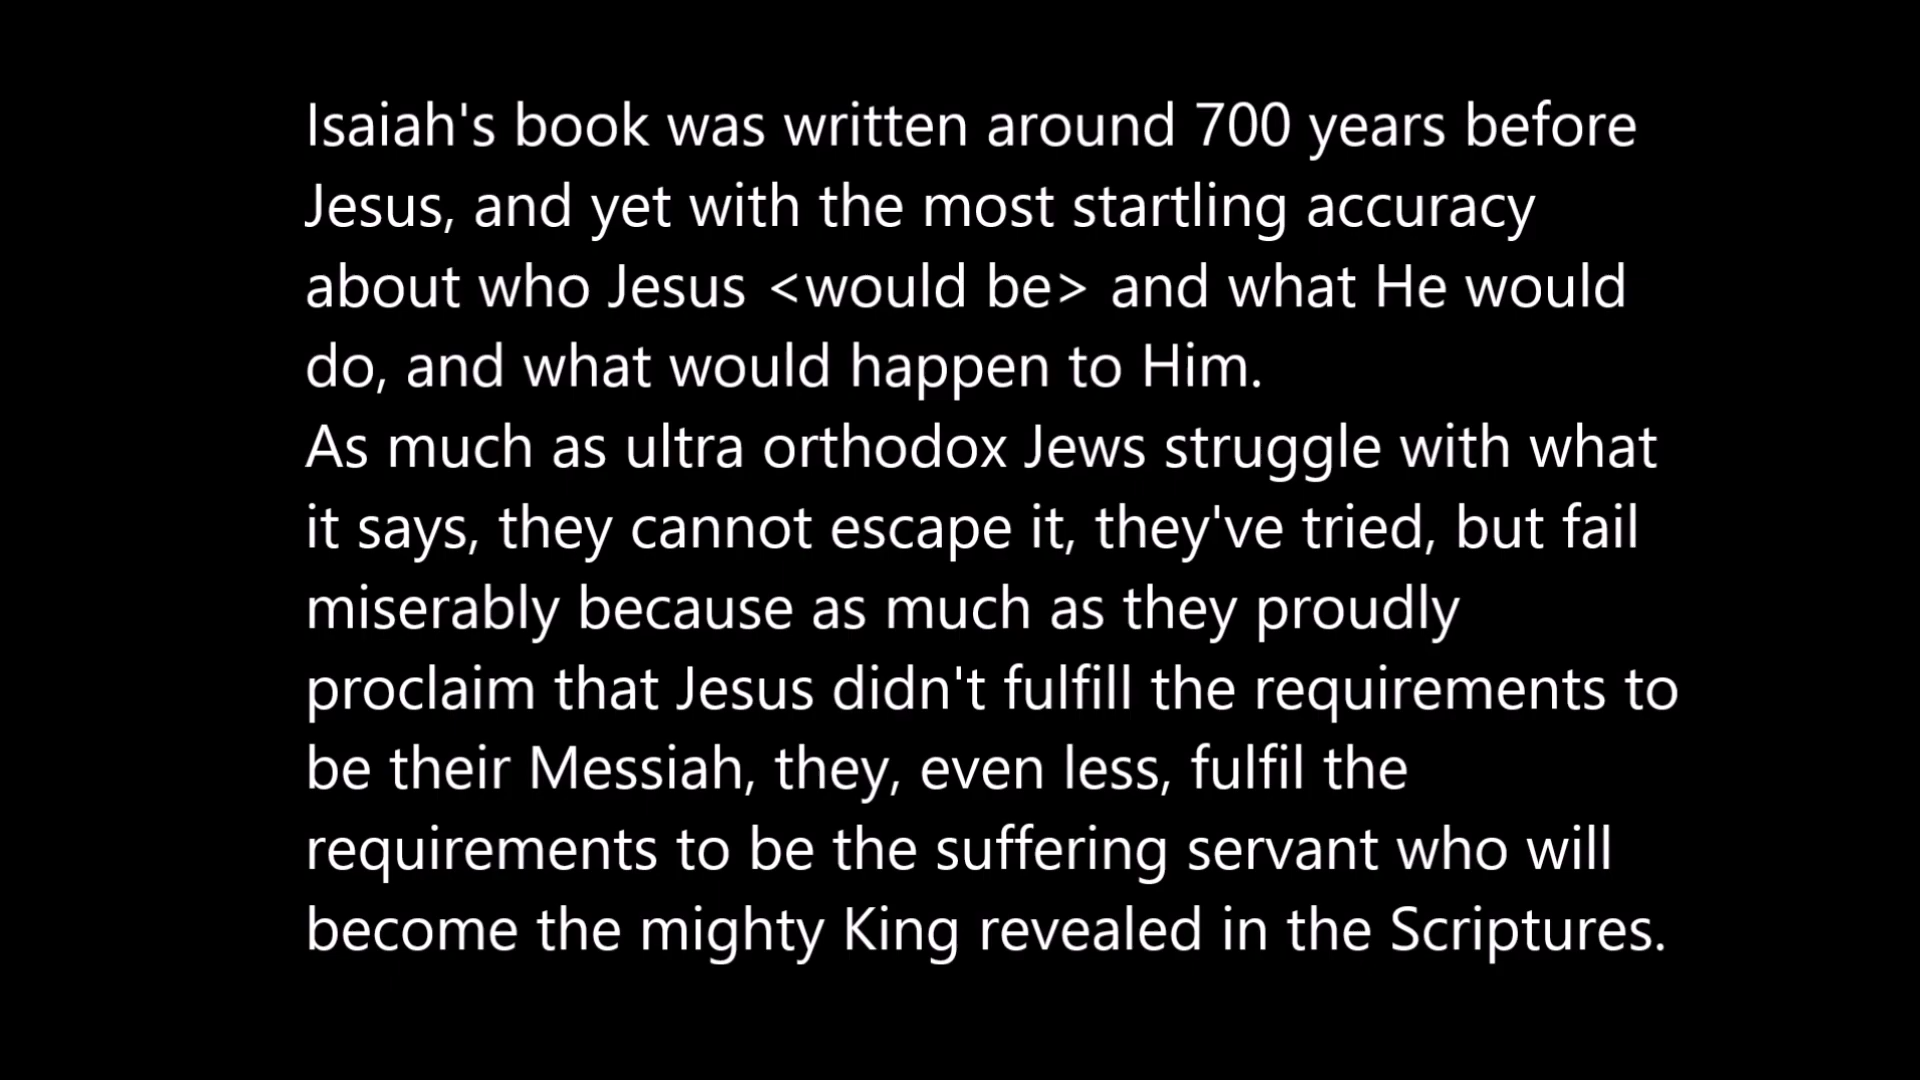 Isaiah's book was written around 700 years before
Jesus, and yet with the most startling accuracy
about who Jesus <would be> and what He would
do, and what would happen to Him.
As much as ultra orthodox Jews struggle with what
it says, they cannot escape it, they've tried, but fail
miserably because as much as they proudly
proclaim that Jesus didn't fulfill the requirements to
be their Messiah, they, even less, fulfil the
requirements to be the suffering servant who will
become the mighty King revealed in the Scriptures.